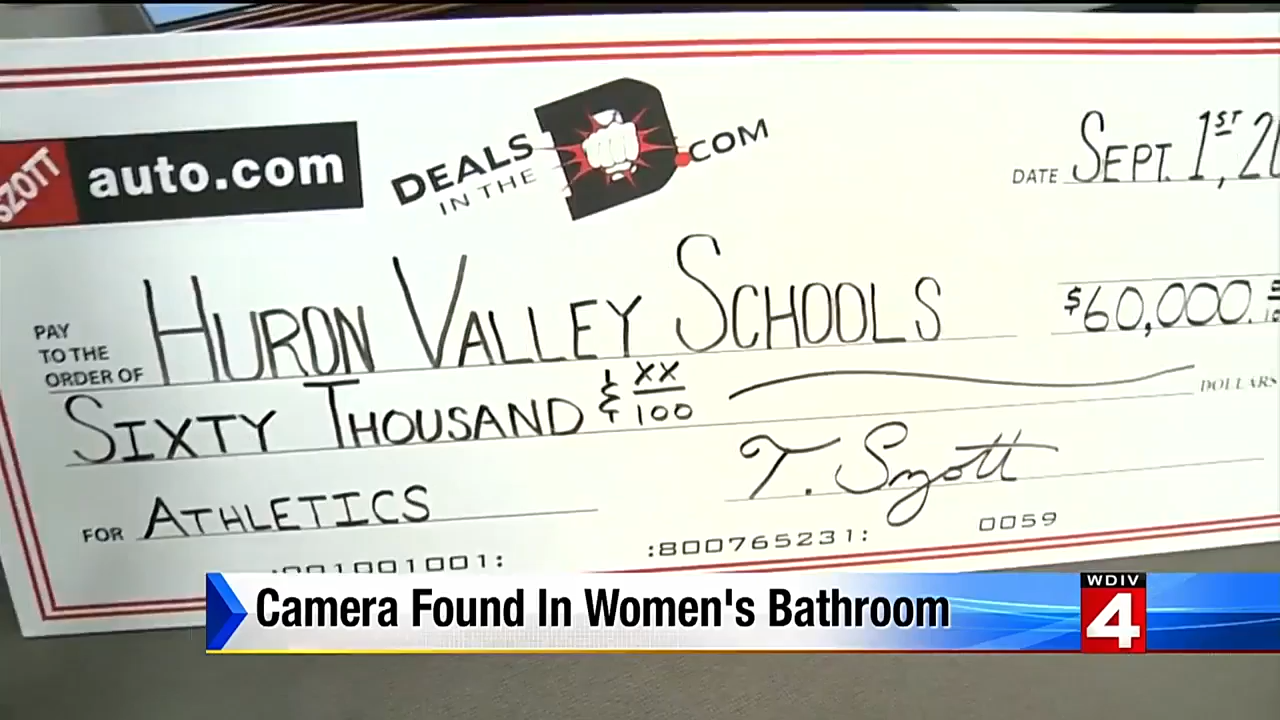 SZOTT auto.com
DEALS IN THE D.COM
DATE SEPT. 1ST, 20
PAY TO THE ORDER OF HURON VALLEY SCHOOLS $60,000.
SIXTY THOUSAND & XX/100 DOLLARS
T. Szott
FOR ATHLETICS
:001001001: :800765231: 0059
Camera Found In Women's Bathroom
WDIV 4